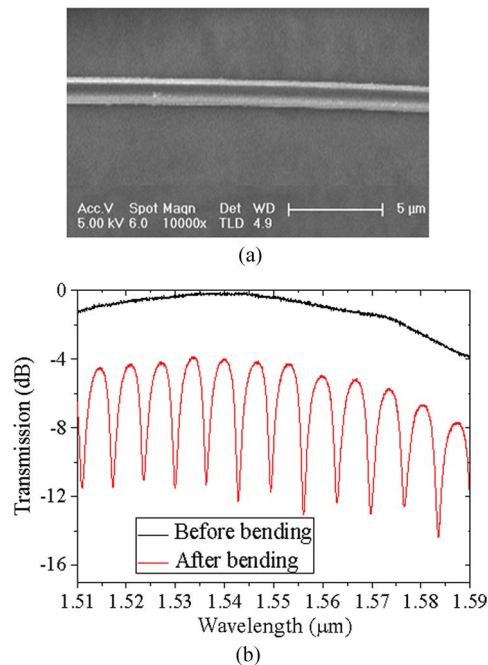 Acc.V Spot Magn Det WD
5 μm
5.00 kV 6.0 10000x TLD 4.9
(a)
0
-4
-8
-12
-16
Transmission (dB)
Before bending
After bending
1.51 1.52 1.53 1.54 1.55 1.56 1.57 1.58 1.59
Wavelength (μm)
(b)